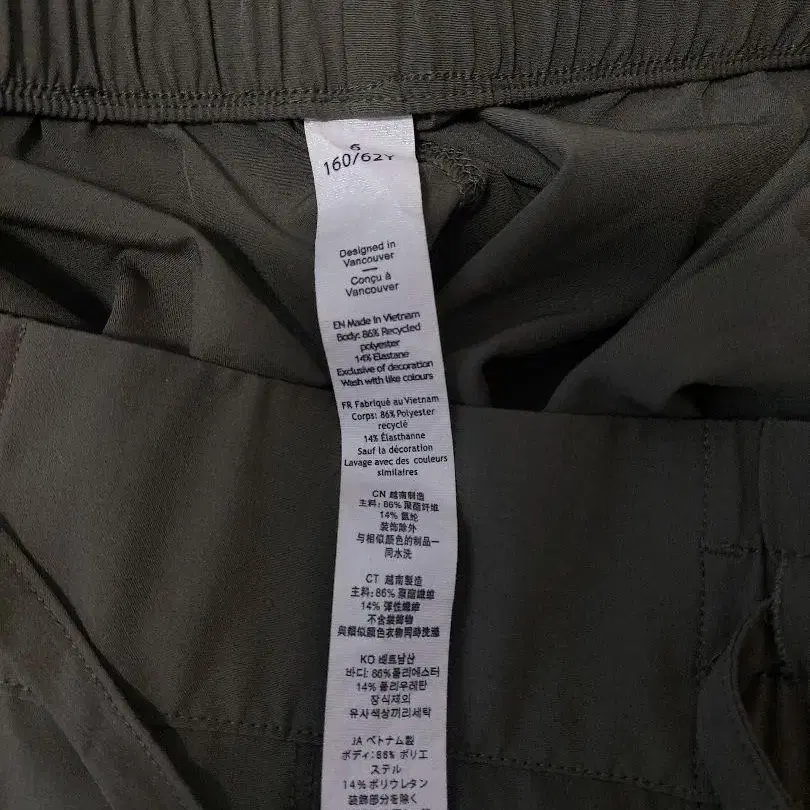 6
160/62Y
Designed in
Vancouver
Conçu à
Vancouver
EN Made in Vietnam
Body: 86% Recycled
polyester
14% Elastane
Exclusive of decoration
Wash with like colours
FR Fabriqué au Vietnam
Corps: 86% Polyester
recyclé
14% Élasthanne
Sauf la décoration
Lavage avec des couleurs
similaires
CN 越南制造
主料: 86% 聚酯纤维
14% 氨纶
装饰除外
与相似颜色的制品一
同水洗
CT 越南製造
主料: 86% 聚酯纖維
14% 彈性纖維
不含裝飾物
與類似顏色衣物同時洗滌
KO 베트남산
바디: 86%폴리에스터
14% 폴리우레탄
장식제외
유사색상끼리세탁
JA ベトナム製
ボディ: 86% ポリエ
ステル
14%ポリウレタン
装飾部分を除く